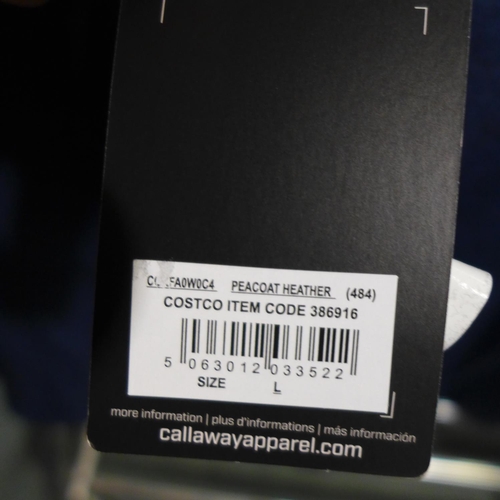 PEACOAT HEATHER (484)
COSTCO ITEM CODE 386916
5 063012 033522
SIZE L
more information | plus d'informations | más información
callawayapparel.com